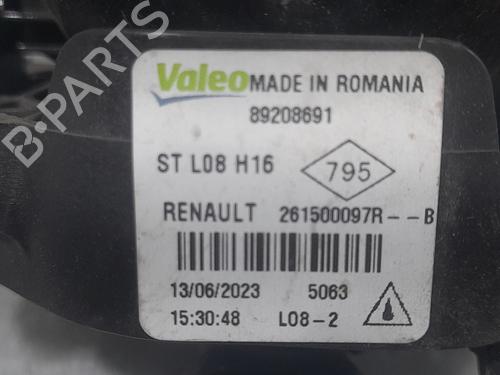 Valeo MADE IN ROMANIA
89208691
ST L08 H16 795
RENAULT 261500097R--B
13/06/2023 5063
15:30:48 L08-2
B-PARTS